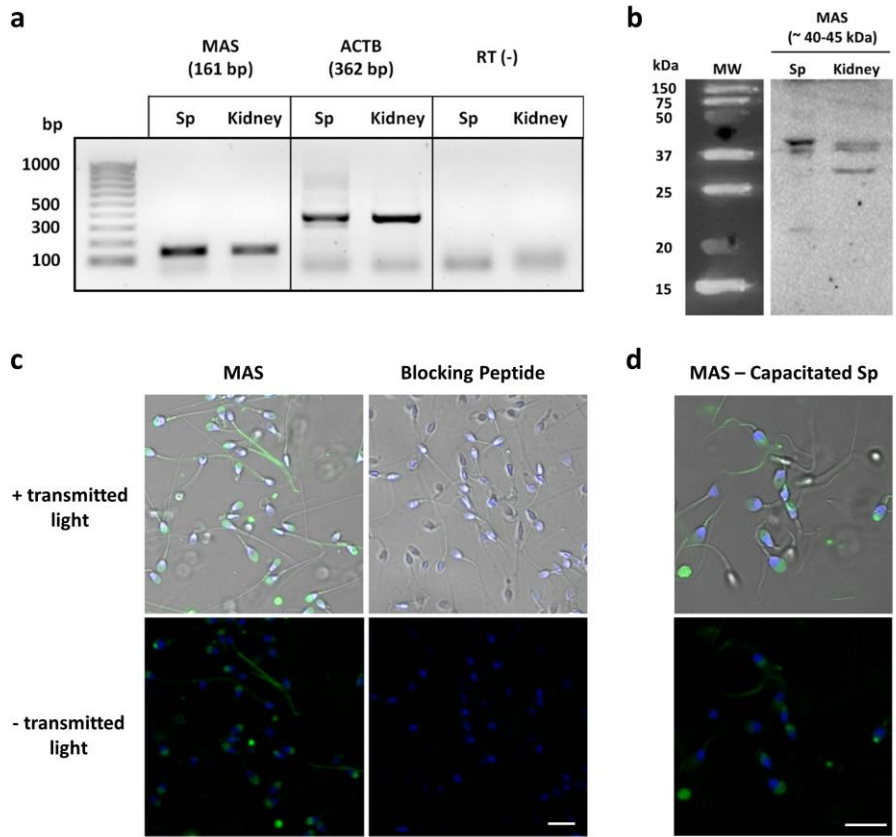 a
MAS
(161 bp)
ACTB
(362 bp)
RT (-)
bp
Sp
Kidney
Sp
Kidney
Sp
Kidney
1000
500
300
100
b
MAS
(~ 40-45 kDa)
kDa
MW
Sp
Kidney
150
75
50
37
25
20
15
c
MAS
Blocking Peptide
+ transmitted
light
- transmitted
light
d
MAS – Capacitated Sp